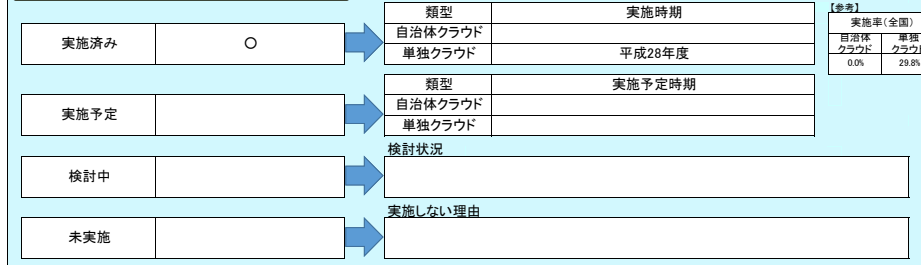 実施済み ○
類型 実施時期
自治体クラウド
単独クラウド 平成28年度
【参考】
実施率(全国)
自治体クラウド 単独クラウド
0.0% 29.8%
実施予定
類型 実施予定時期
自治体クラウド
単独クラウド
検討中
検討状況
未実施
実施しない理由